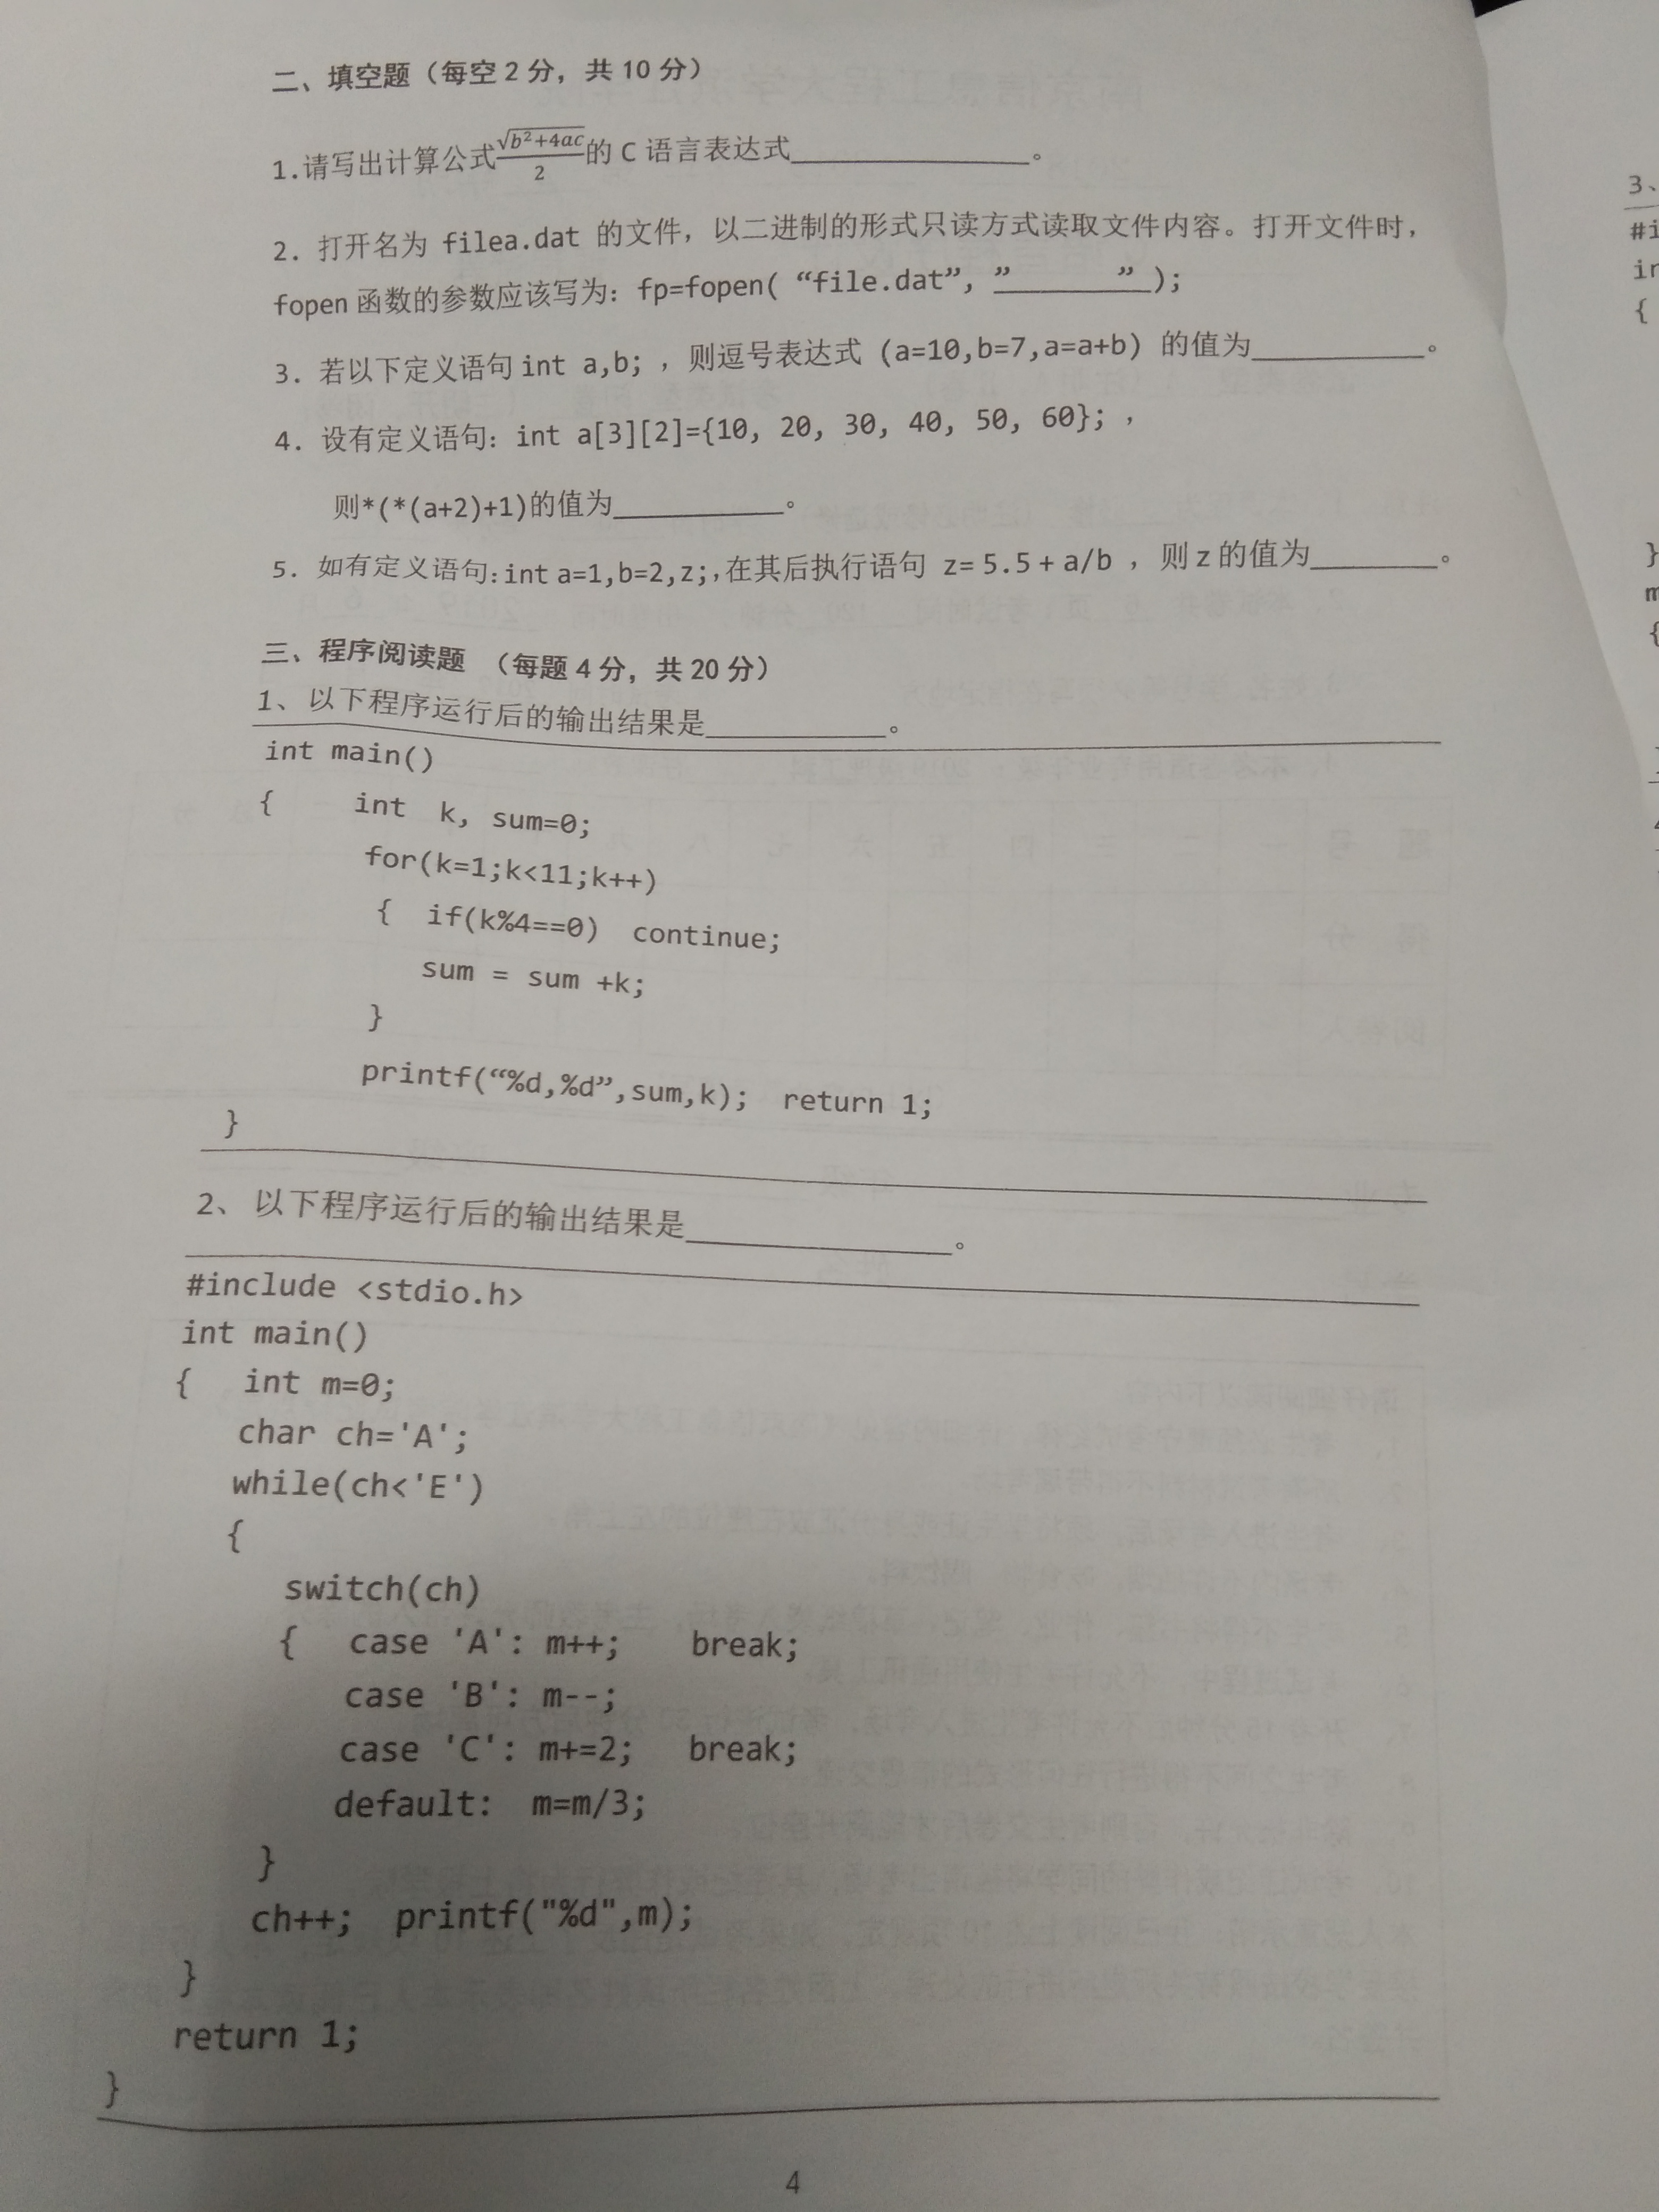 二、填空题（每空 2 分，共 10 分）
1.请写出计算公式$\frac{\sqrt{b^2+4ac}}{2}$的 C 语言表达式______________。
2. 打开名为 filea.dat 的文件，以二进制的形式只读方式读取文件内容。打开文件时，
fopen 函数的参数应该写为：fp=fopen( “file.dat”, ”________” );
3. 若以下定义语句 int a,b; ，则逗号表达式 (a=10,b=7,a=a+b) 的值为__________。
4. 设有定义语句：int a[3][2]={10, 20, 30, 40, 50, 60}; ，
则*(*(a+2)+1)的值为__________。
5. 如有定义语句:int a=1,b=2,z;,在其后执行语句 z= 5.5 + a/b ，则 z 的值为________。
三、程序阅读题 （每题 4 分，共 20 分）
1、以下程序运行后的输出结果是__________。
int main()
{ int k, sum=0;
for(k=1;k<11;k++)
{ if(k%4==0) continue;
sum = sum +k;
}
printf(“%d,%d”,sum,k); return 1;
}
2、以下程序运行后的输出结果是______________。
#include <stdio.h>
int main()
{ int m=0;
char ch='A';
while(ch<'E')
{
switch(ch)
{ case 'A': m++; break;
case 'B': m--;
case 'C': m+=2; break;
default: m=m/3;
}
ch++; printf("%d",m);
}
return 1;
}
4
3、
#i
in
{
}
m
{